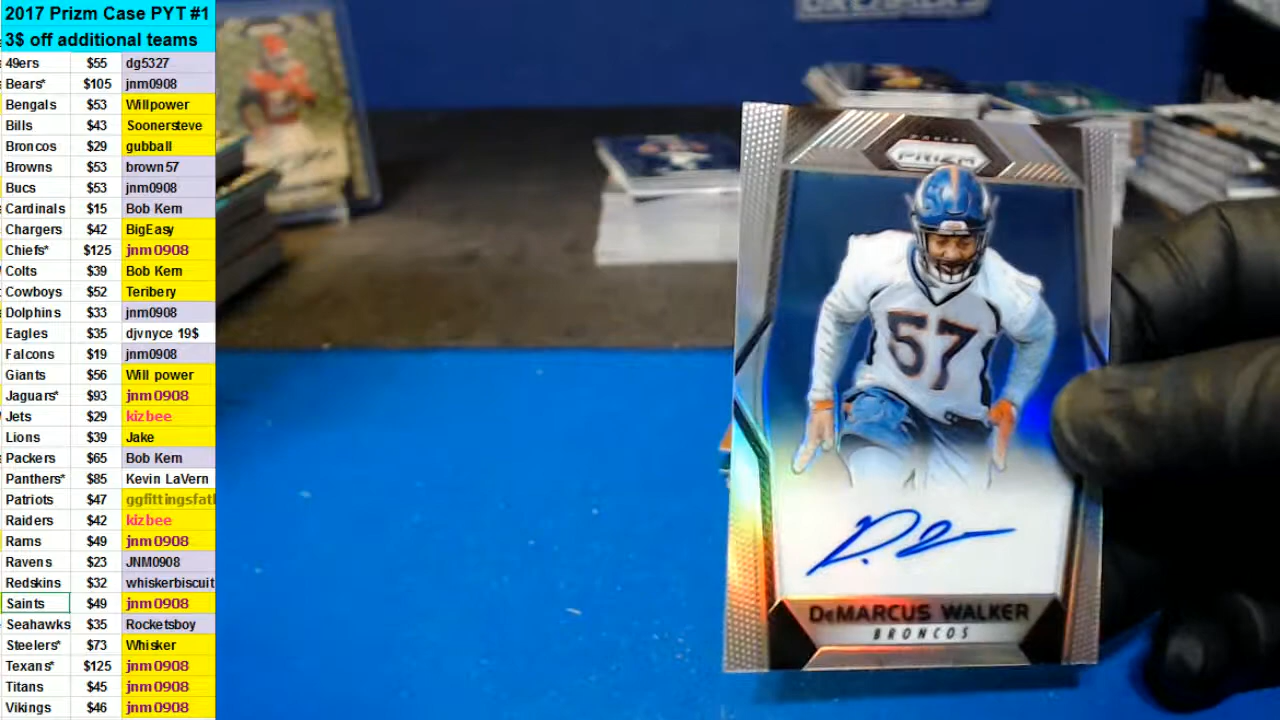 2017 Prizm Case PYT #1
3$ off additional teams
49ers $55 dg5327
Bears* $105 jnm0908
Bengals $53 Willpower
Bills $43 Soonersteve
Broncos $29 gubball
Browns $53 brown57
Bucs $53 jnm0908
Cardinals $15 Bob Kern
Chargers $42 BigEasy
Chiefs* $125 jnm0908
Colts $39 Bob Kern
Cowboys $52 Teribery
Dolphins $33 jnm0908
Eagles $35 djvnyce 19$
Falcons $19 jnm0908
Giants $56 Will power
Jaguars* $93 jnm0908
Jets $29 kizbee
Lions $39 Jake
Packers $65 Bob Kern
Panthers* $85 Kevin LaVern
Patriots $47 ggfittingsfatl
Raiders $42 kizbee
Rams $49 jnm0908
Ravens $23 JNM0908
Redskins $32 whiskerbiscuit
Saints $49 jnm0908
Seahawks $35 Rocketsboy
Steelers* $73 Whisker
Texans* $125 jnm0908
Titans $45 jnm0908
Vikings $46 jnm0908
PANINI
PRIZM
57
DeMARCUS WALKER
BRONCOS